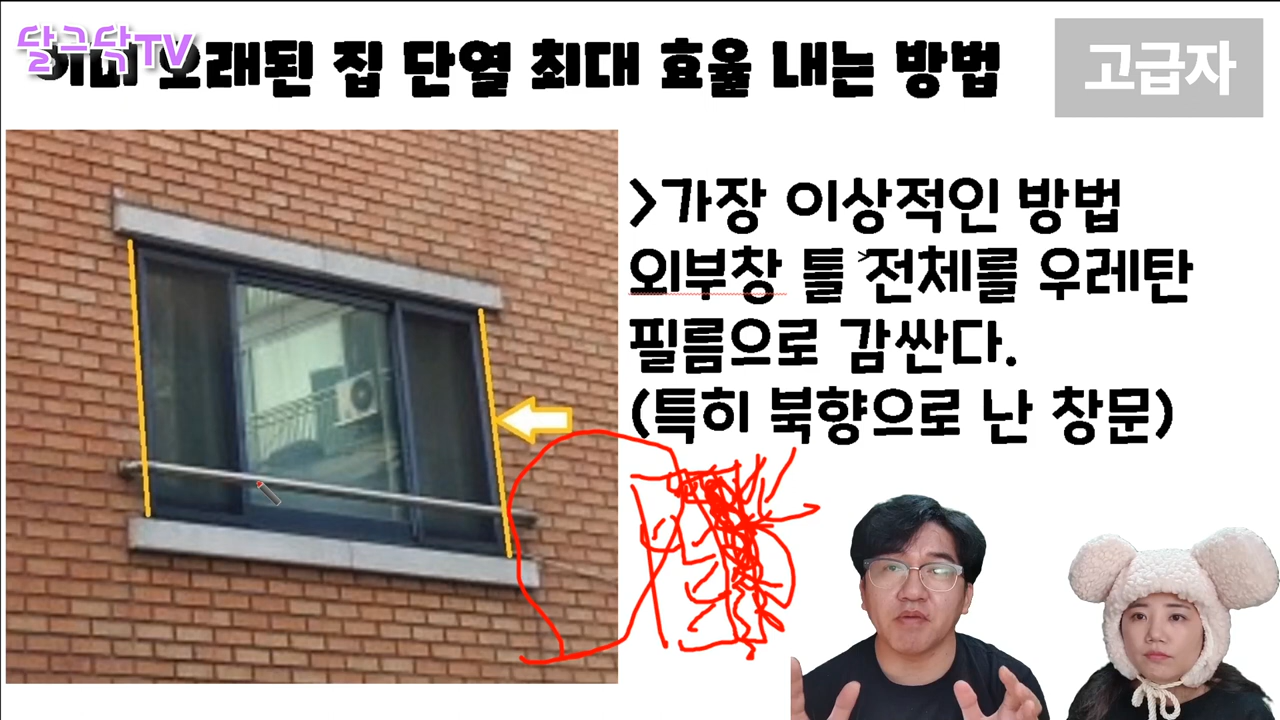 달그닥TV
오래된 집 단열 최대 효율 내는 방법
고급자
>가장 이상적인 방법
외부창 틀 전체를 우레탄
필름으로 감싼다.
(특히 북향으로 난 창문)